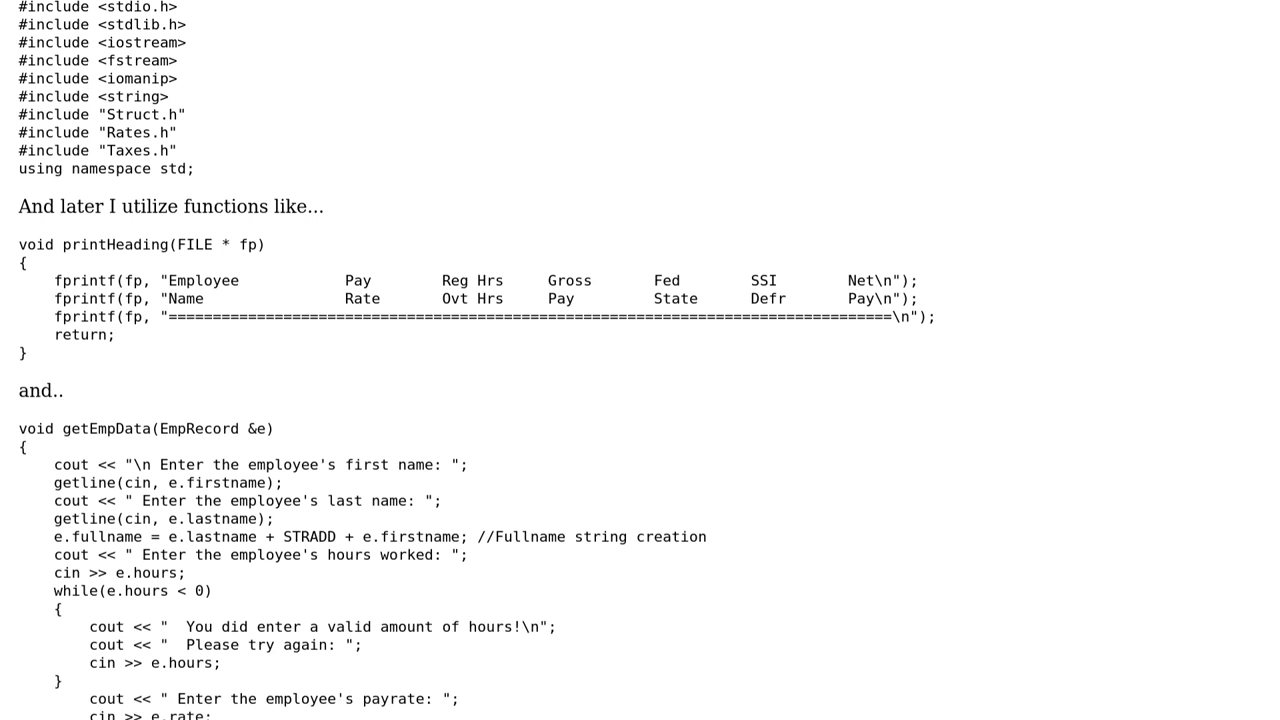 #include <stdio.h>
#include <stdlib.h>
#include <iostream>
#include <fstream>
#include <iomanip>
#include <string>
#include "Struct.h"
#include "Rates.h"
#include "Taxes.h"
using namespace std;
And later I utilize functions like...
void printHeading(FILE * fp)
{
    fprintf(fp, "Employee            Pay        Reg Hrs     Gross       Fed        SSI        Net\n");
    fprintf(fp, "Name                Rate       Ovt Hrs     Pay         State      Defr       Pay\n");
    fprintf(fp, "==================================================================================\n");
    return;
}
and..
void getEmpData(EmpRecord &e)
{
    cout << "\n Enter the employee's first name: ";
    getline(cin, e.firstname);
    cout << " Enter the employee's last name: ";
    getline(cin, e.lastname);
    e.fullname = e.lastname + STRADD + e.firstname; //Fullname string creation
    cout << " Enter the employee's hours worked: ";
    cin >> e.hours;
    while(e.hours < 0)
    {
        cout << "  You did enter a valid amount of hours!\n";
        cout << "  Please try again: ";
        cin >> e.hours;
    }
        cout << " Enter the employee's payrate: ";
        cin >> e.rate;